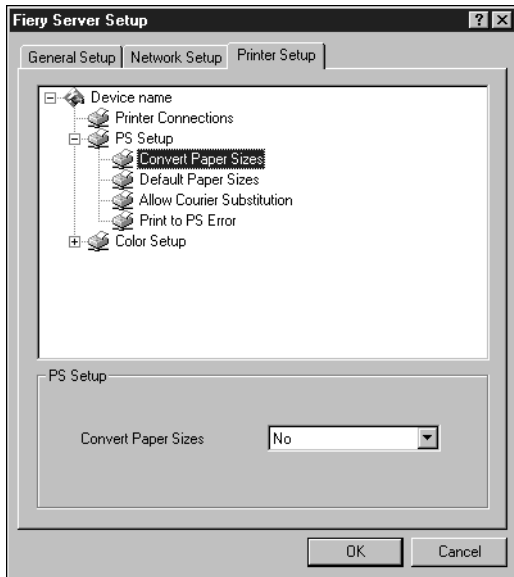 Fiery Server Setup
General Setup Network Setup Printer Setup
Device name
Printer Connections
PS Setup
Convert Paper Sizes
Default Paper Sizes
Allow Courier Substitution
Print to PS Error
Color Setup
PS Setup
Convert Paper Sizes No
OK Cancel